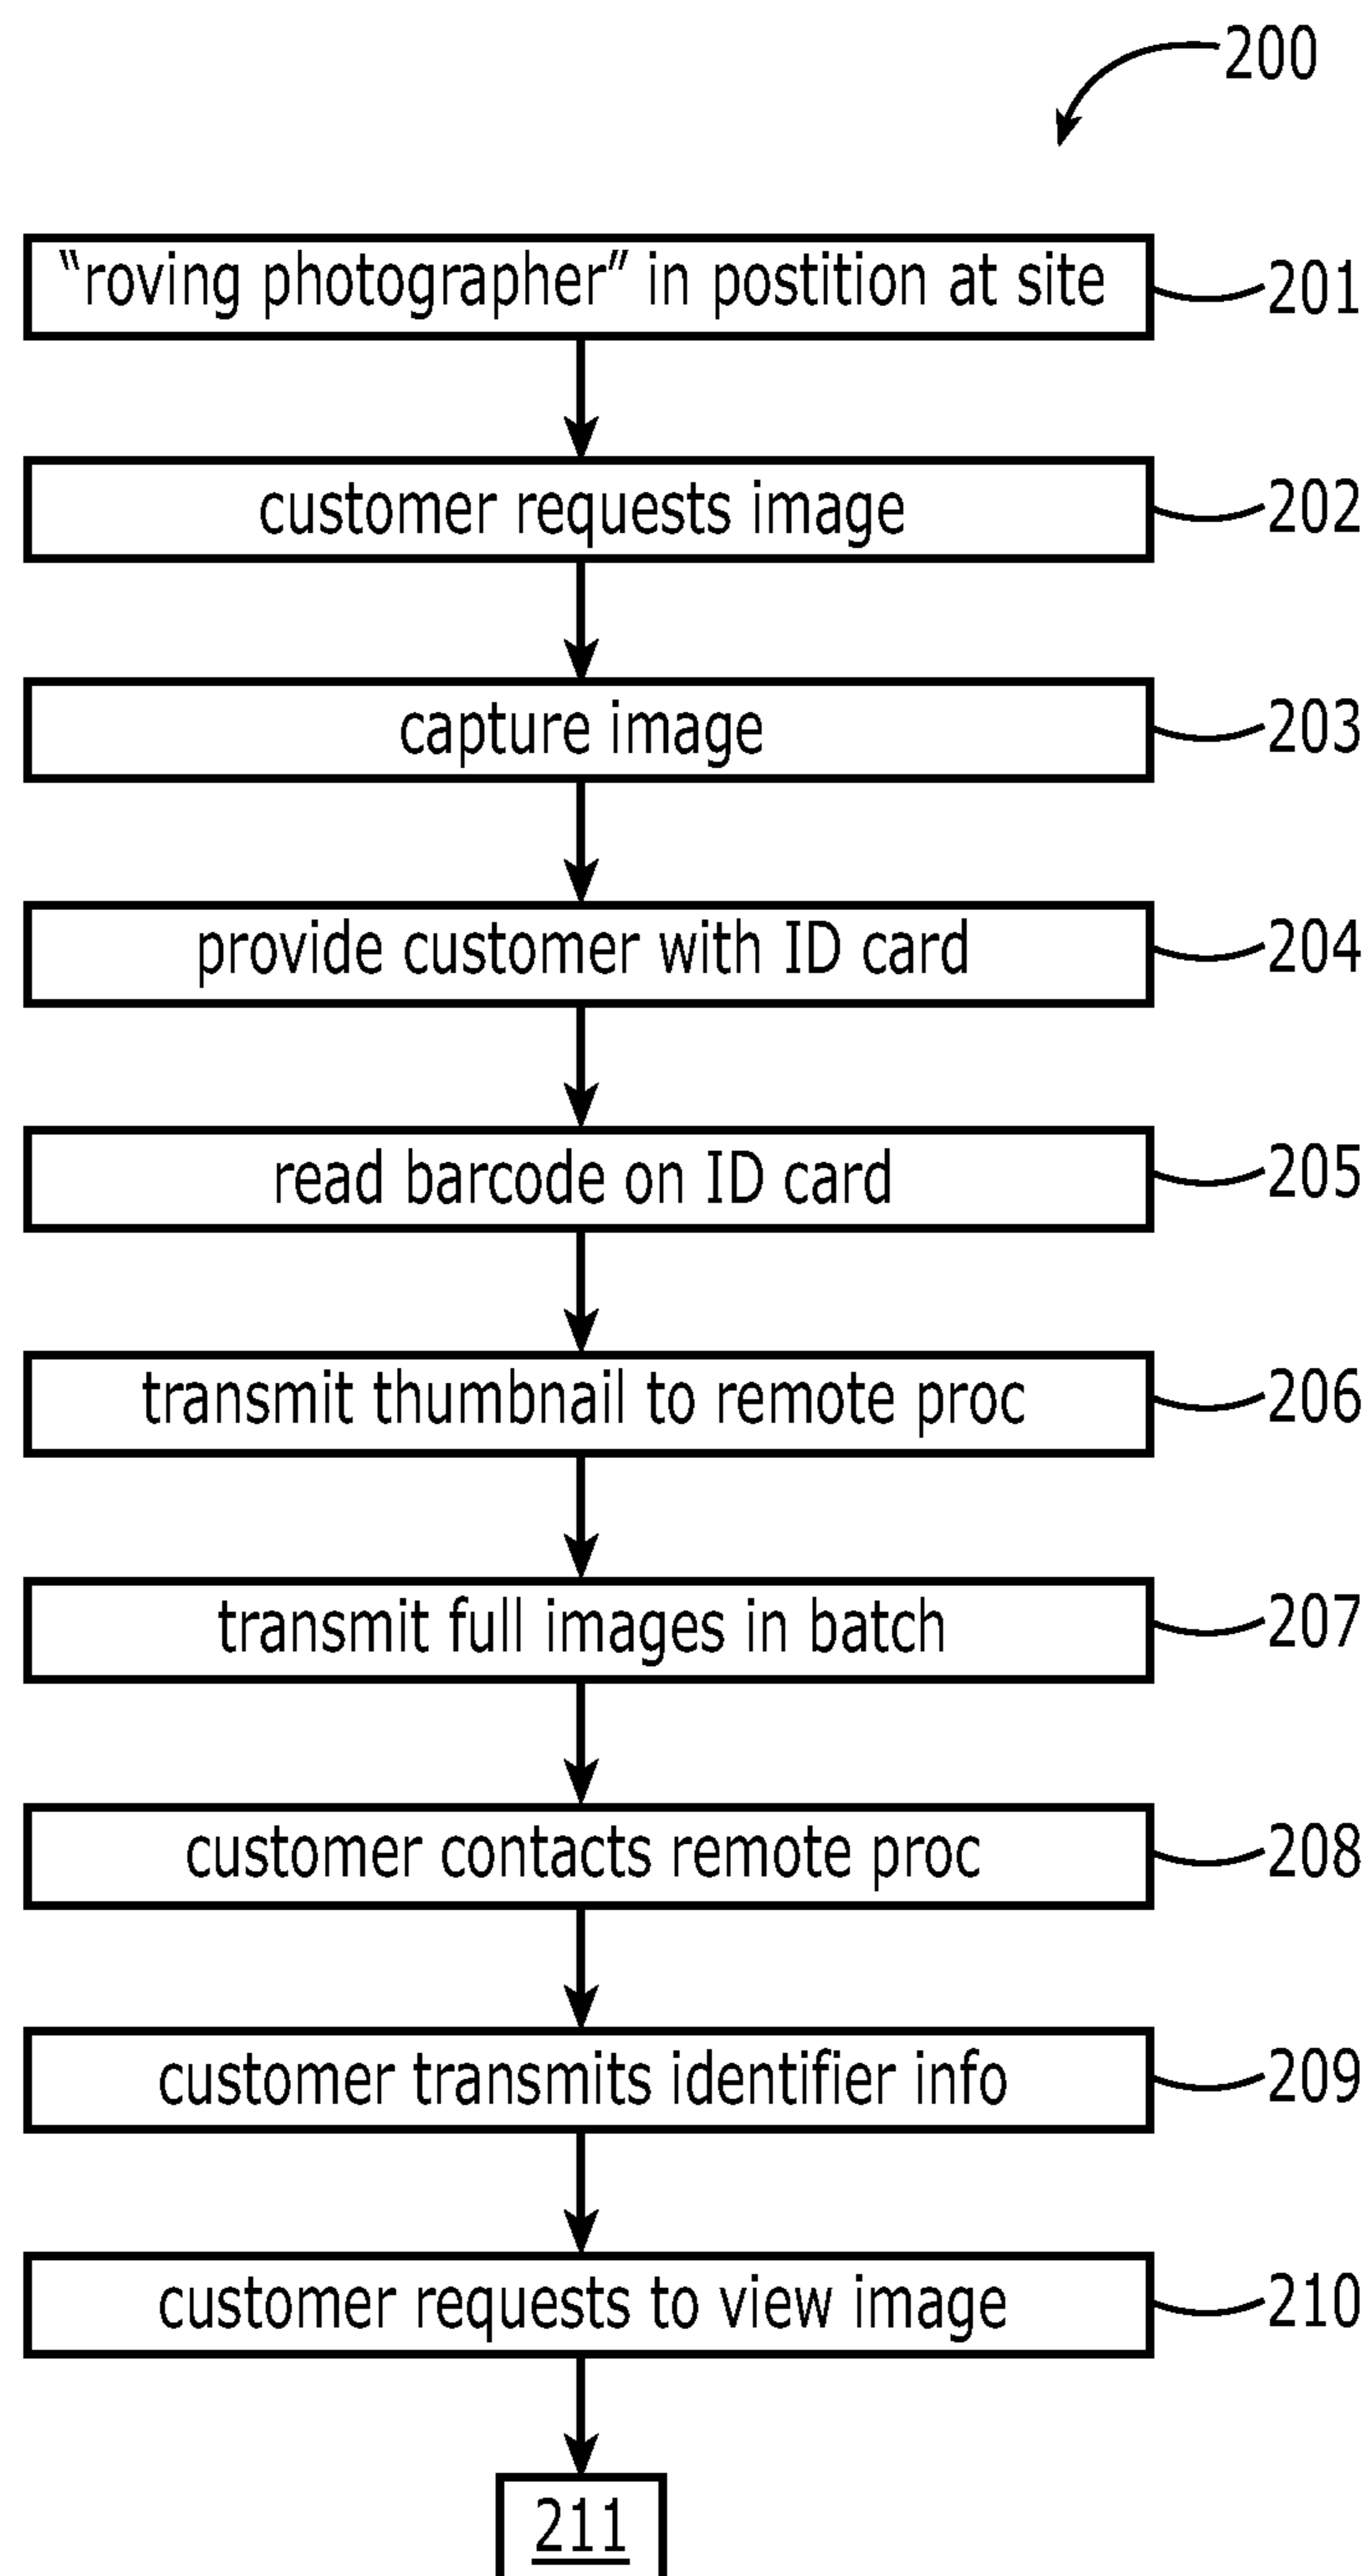 200
“roving photographer” in postition at site 201
customer requests image 202
capture image 203
provide customer with ID card 204
read barcode on ID card 205
transmit thumbnail to remote proc 206
transmit full images in batch 207
customer contacts remote proc 208
customer transmits identifier info 209
customer requests to view image 210
211